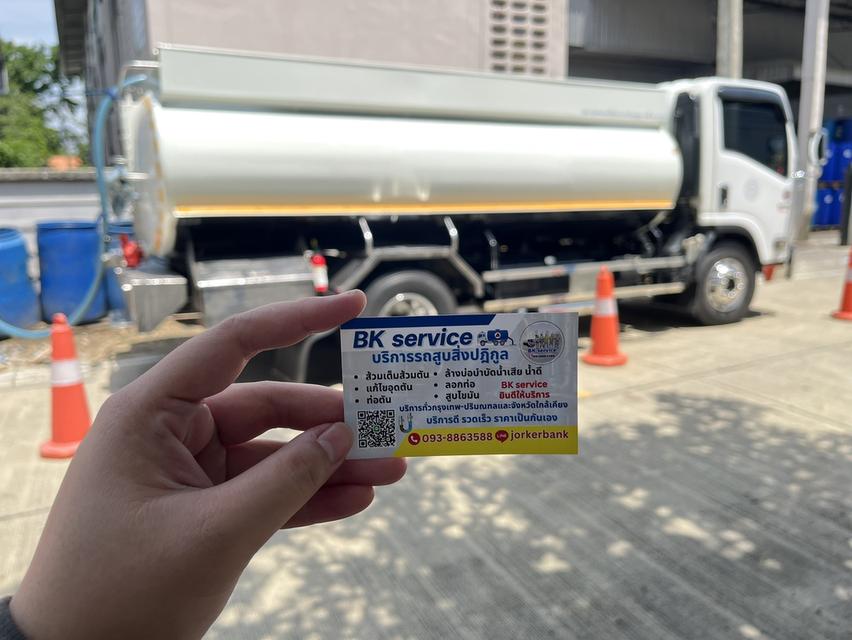 BK service
บริการรถสูบสิ่งปฏิกูล
• ส้วมเต็มส้วมตัน
• แก้ไขอุดตัน
• ท่อตัน
• ล้างบ่อบำบัดน้ำเสีย น้ำดี
• ลอกท่อ
• สูบไขมัน
BK service
ยินดีให้บริการ
บริการทั่วกรุงเทพ-ปริมณฑลและจังหวัดใกล้เคียง
บริการดี รวดเร็ว ราคาเป็นกันเอง
093-8863588 jorkerbank
BK service